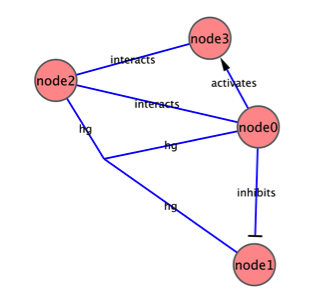 node3
interacts
node2
activates
interacts
node0
hg
hg
inhibits
hg
node1